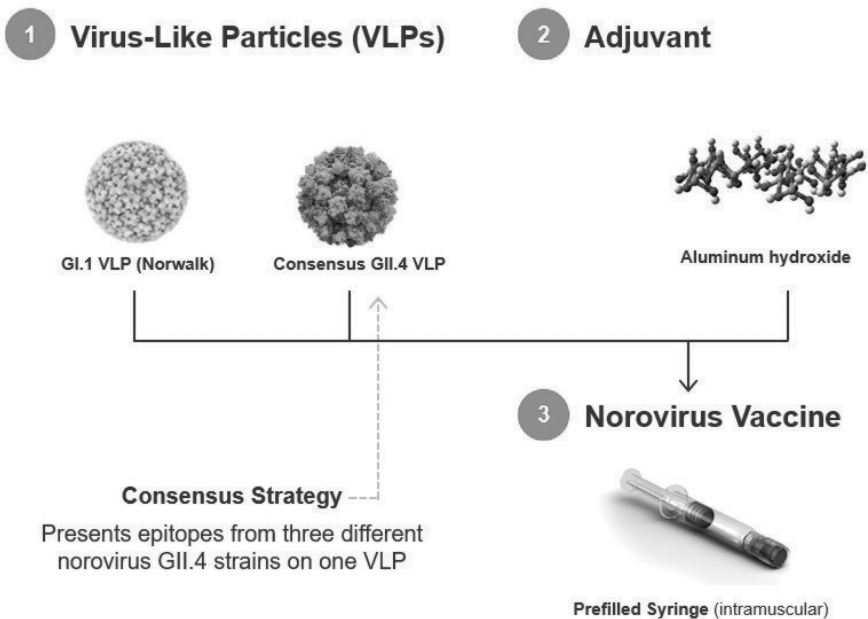 1 Virus-Like Particles (VLPs)
2 Adjuvant
GI.1 VLP (Norwalk)
Consensus GII.4 VLP
Aluminum hydroxide
3 Norovirus Vaccine
Consensus Strategy
Presents epitopes from three different
norovirus GII.4 strains on one VLP
Prefilled Syringe (intramuscular)